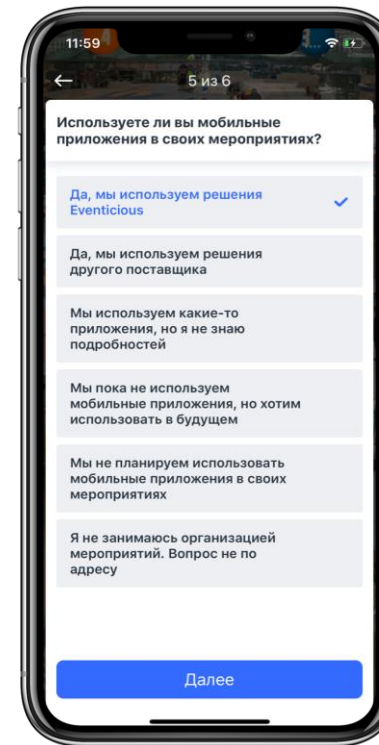 11:59
5 из 6
Используете ли вы мобильные
приложения в своих мероприятиях?
Да, мы используем решения
Eventicious
Да, мы используем решения
другого поставщика
Мы используем какие-то
приложения, но я не знаю
подробностей
Мы пока не используем
мобильные приложения, но хотим
использовать в будущем
Мы не планируем использовать
мобильные приложения в своих
мероприятиях
Я не занимаюсь организацией
мероприятий. Вопрос не по
адресу
Далее